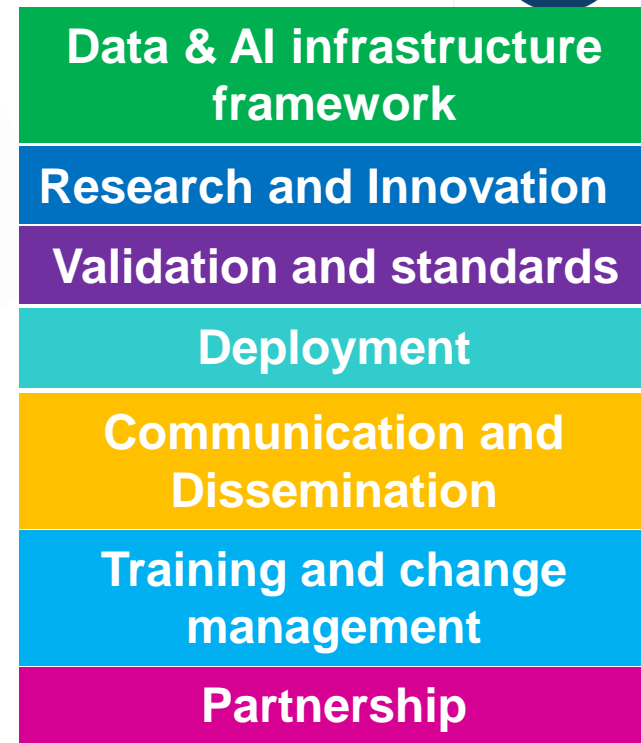 Data & AI infrastructure
framework
Research and Innovation
Validation and standards
Deployment
Communication and
Dissemination
Training and change
management
Partnership